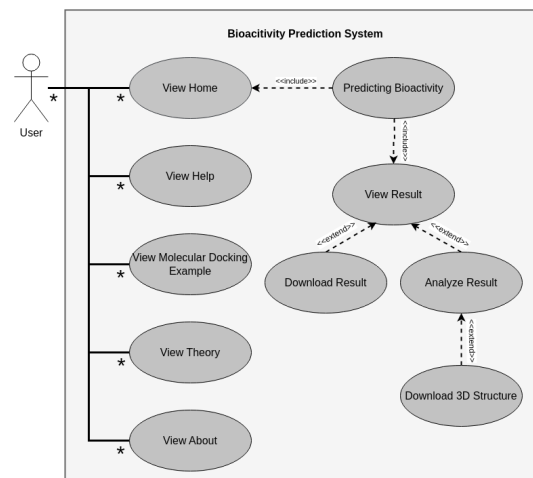 Bioacitivity Prediction System
User
*
*
View Home
<<include>>
Predicting Bioactivity
<<include>>
*
View Help
View Result
<<extend>>
<<extend>>
*
View Molecular Docking
Example
Download Result
Analyze Result
<<extend>>
*
View Theory
Download 3D Structure
*
View About